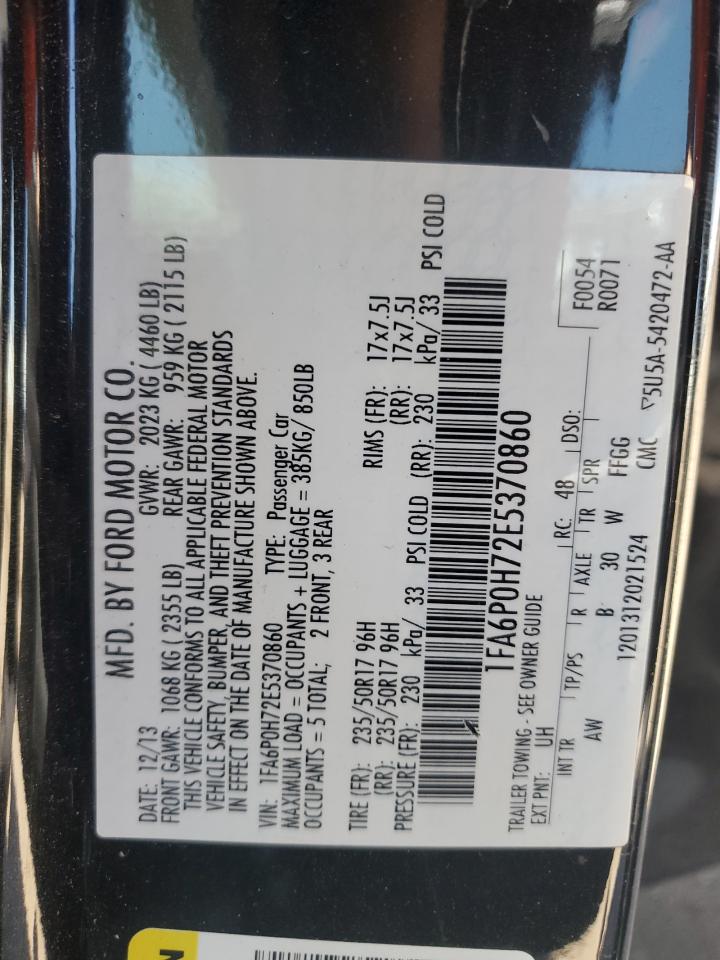 MFD. BY FORD MOTOR CO.
DATE: 12/13 GVWR: 2023 KG ( 4460 LB)
FRONT GAWR: 1068 KG ( 2355 LB) REAR GAWR: 959 KG ( 2115 LB)
THIS VEHICLE CONFORMS TO ALL APPLICABLE FEDERAL MOTOR
VEHICLE SAFETY, BUMPER, AND THEFT PREVENTION STANDARDS
IN EFFECT ON THE DATE OF MANUFACTURE SHOWN ABOVE.
VIN: 1FA6P0H72E5370860 TYPE: Passenger Car
MAXIMUM LOAD = OCCUPANTS + LUGGAGE = 385KG/ 850LB
OCCUPANTS = 5 TOTAL; 2 FRONT, 3 REAR
TIRE (FR): 235/50R17 96H RIMS (FR): 17x7.5J
(RR): 235/50R17 96H (RR): 17x7.5J
PRESSURE (FR): 230 kPa/ 33 PSI COLD (RR): 230 kPa/ 33 PSI COLD
1FA6P0H72E5370860
TRAILER TOWING - SEE OWNER GUIDE
EXT PNT: UH RC: 48 DSO: F0054
R0071
INT TR TP/PS R AXLE TR SPR
AW B 30 W FFGG
1201312021524 CMC ▽5U5A-5420472-AA
N